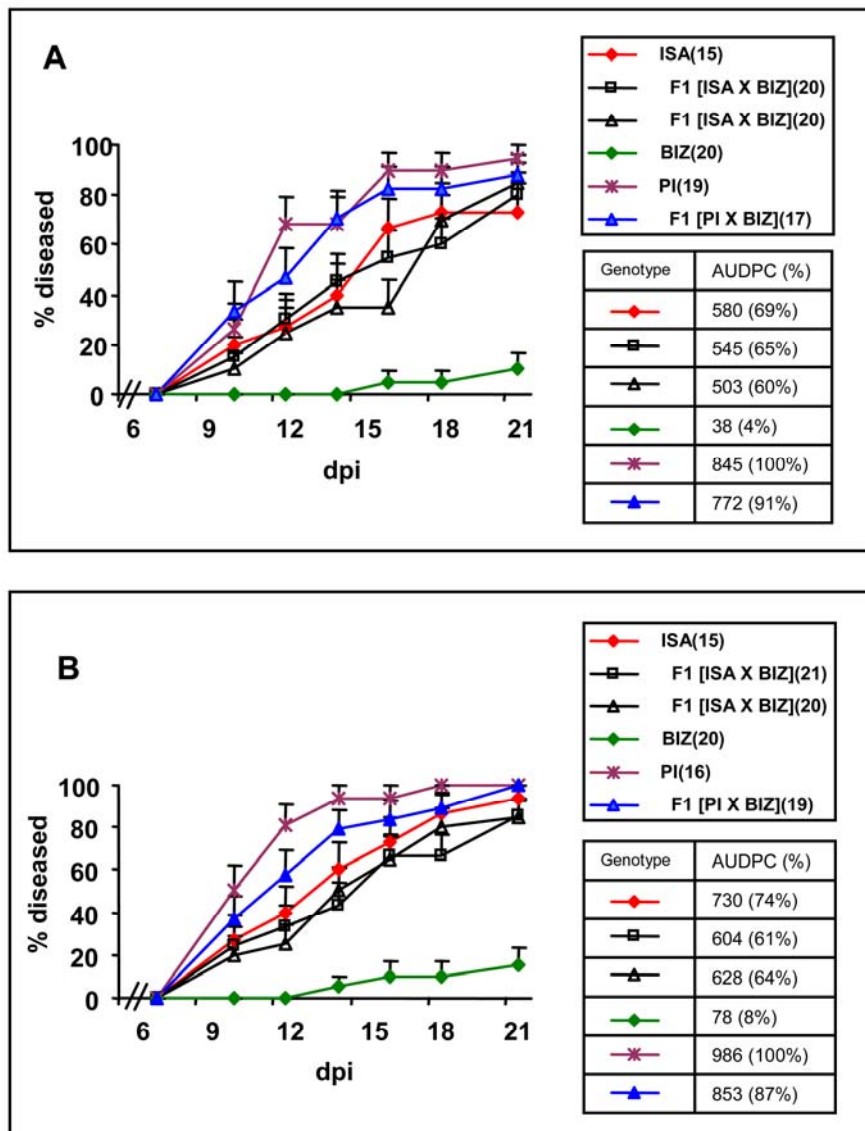 A
ISA(15)
F1 [ISA X BIZ](20)
F1 [ISA X BIZ](20)
BIZ(20)
PI(19)
F1 [PI X BIZ](17)
% diseased
100
80
60
40
20
0
6 9 12 15 18 21
dpi
Genotype AUDPC (%)
580 (69%)
545 (65%)
503 (60%)
38 (4%)
845 (100%)
772 (91%)
B
ISA(15)
F1 [ISA X BIZ](21)
F1 [ISA X BIZ](20)
BIZ(20)
PI(16)
F1 [PI X BIZ](19)
% diseased
100
80
60
40
20
0
6 9 12 15 18 21
dpi
Genotype AUDPC (%)
730 (74%)
604 (61%)
628 (64%)
78 (8%)
986 (100%)
853 (87%)